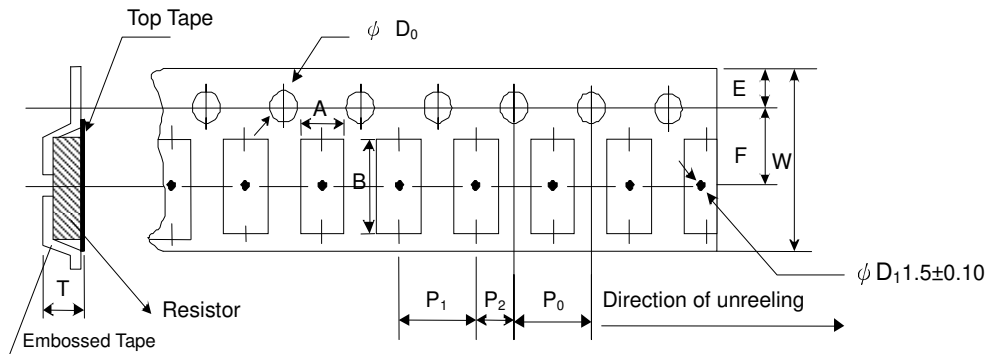 Top Tape
ϕ D₀
A
E
F
W
B
T
Resistor
Embossed Tape
P₁
P₂
P₀
Direction of unreeling
ϕ D₁ 1.5±0.10